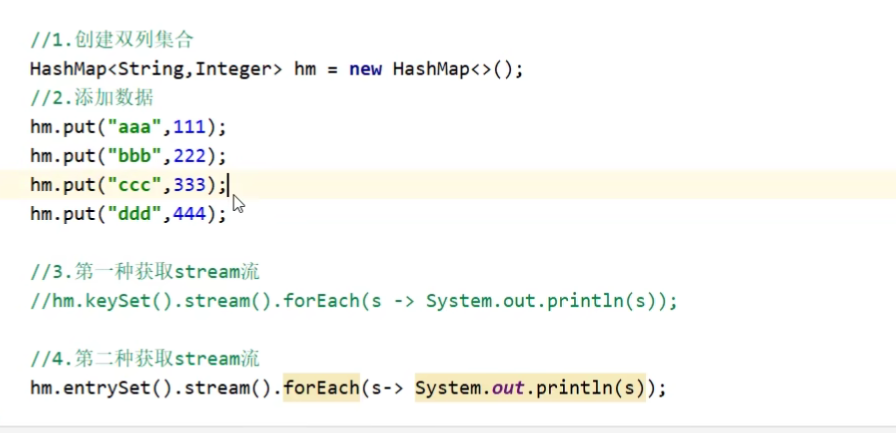 //1.创建双列集合
HashMap<String,Integer> hm = new HashMap<>();
//2.添加数据
hm.put("aaa",111);
hm.put("bbb",222);
hm.put("ccc",333);
hm.put("ddd",444);
//3.第一种获取stream流
//hm.keySet().stream().forEach(s -> System.out.println(s));
//4.第二种获取stream流
hm.entrySet().stream().forEach(s-> System.out.println(s));